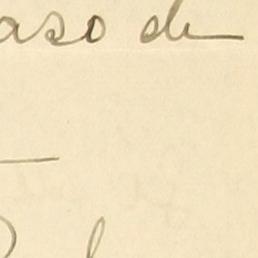 aso de —
—